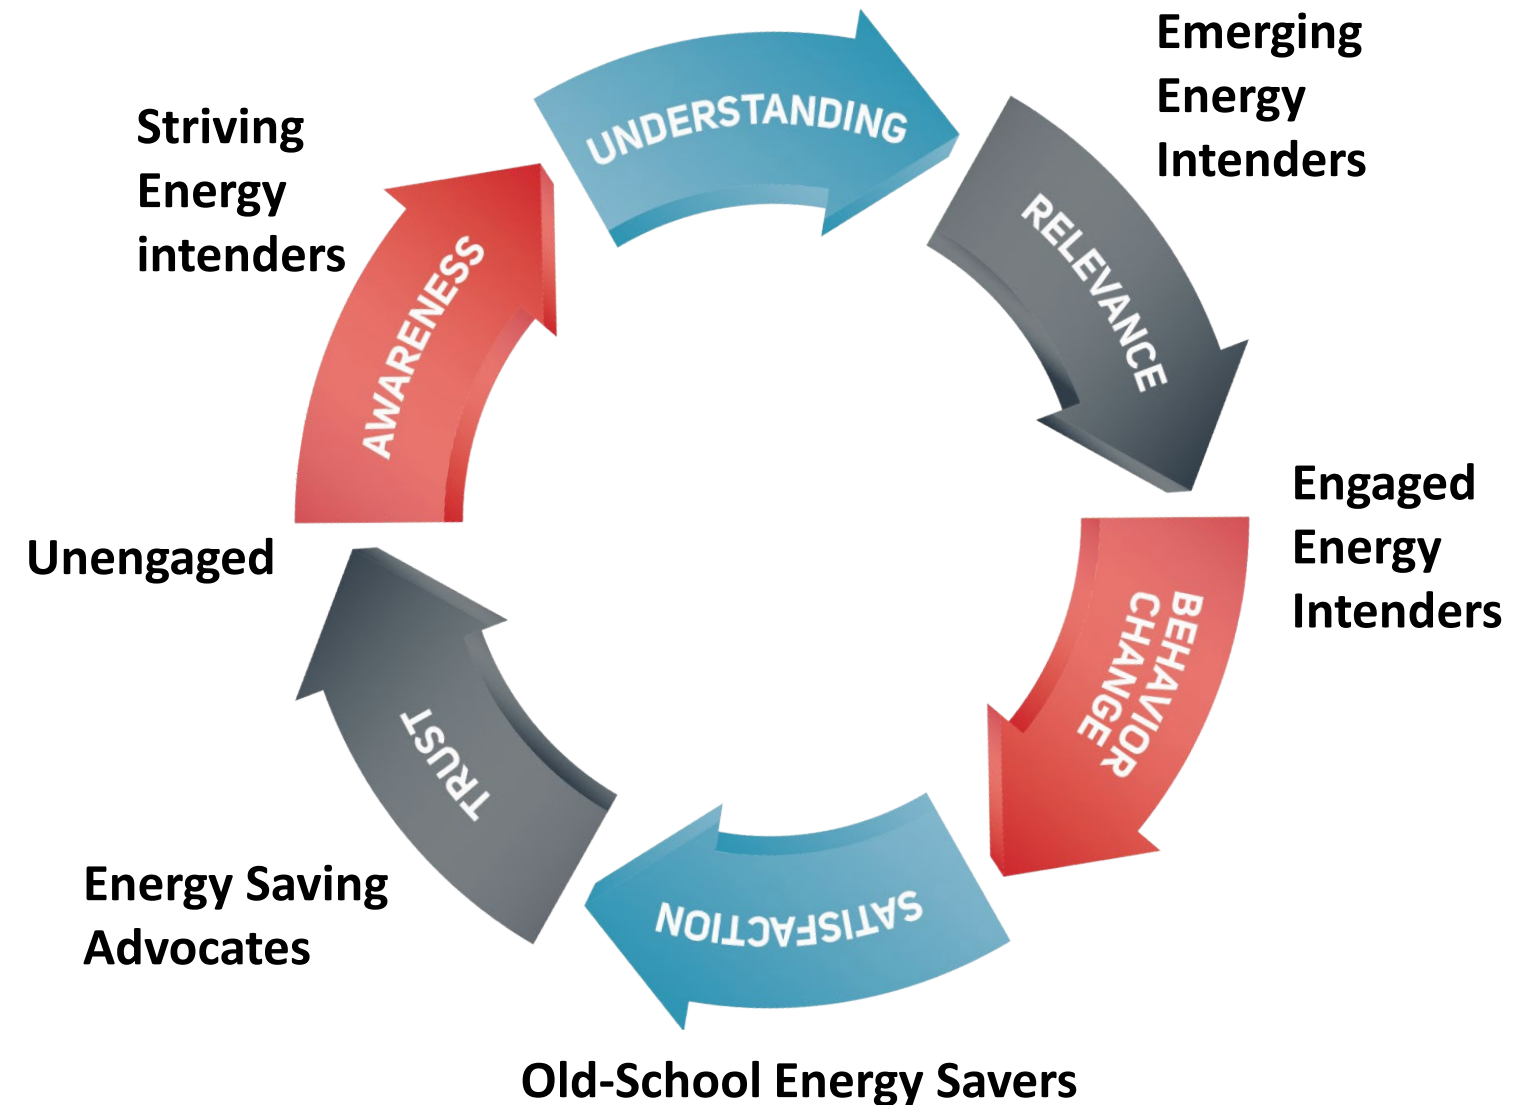 UNDERSTANDING
Emerging
Energy
Intenders
Striving
Energy
intenders
AWARENESS
RELEVANCE
Unengaged
Engaged
Energy
Intenders
BEHAVIOR
CHANGE
TRUST
SATISFACTION
Energy Saving
Advocates
Old-School Energy Savers